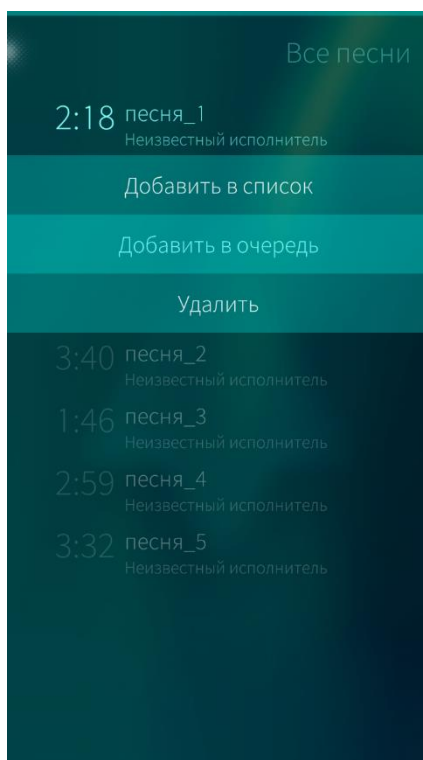 Все песни
2:18 песня_1
Неизвестный исполнитель
Добавить в список
Добавить в очередь
Удалить
3:40 песня_2
Неизвестный исполнитель
1:46 песня_3
Неизвестный исполнитель
2:59 песня_4
Неизвестный исполнитель
3:32 песня_5
Неизвестный исполнитель